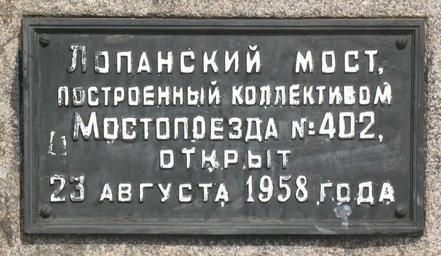 Лопанский мост,
построенный коллективом
Мостопоезда №402,
открыт
23 августа 1958 года